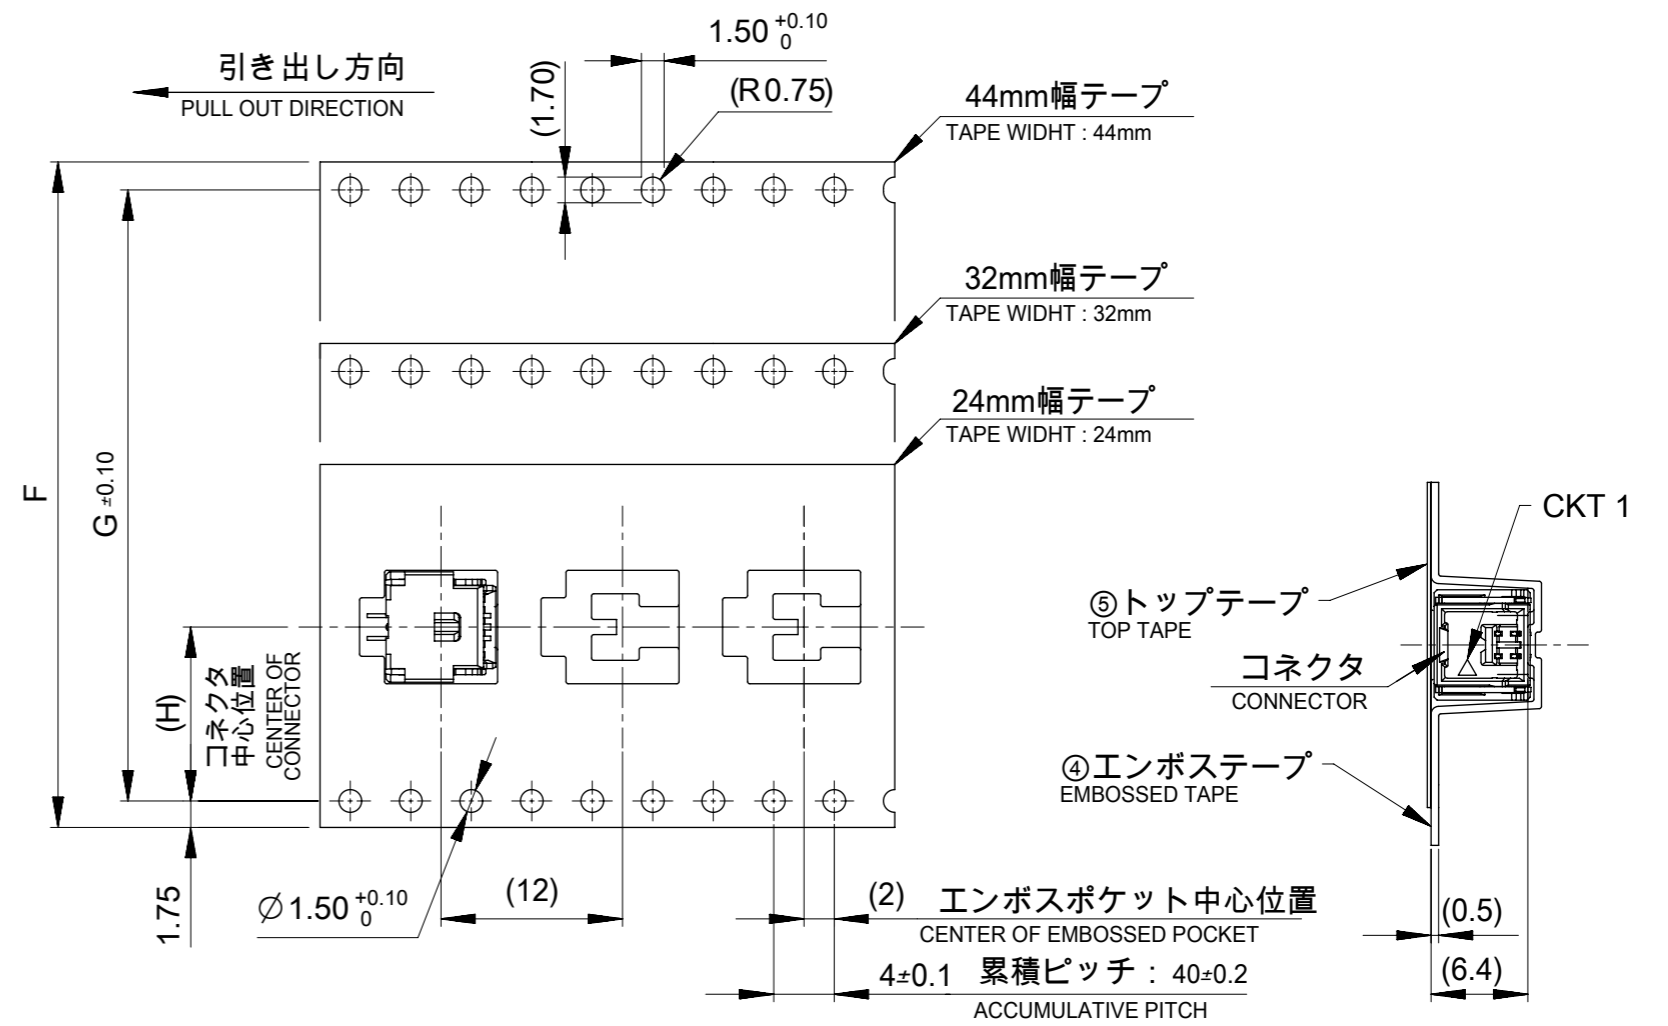 引き出し方向
PULL OUT DIRECTION
1.50 +0.10 0
(1.70)
(R0.75)
44mm幅テープ
TAPE WIDHT : 44mm
32mm幅テープ
TAPE WIDHT : 32mm
24mm幅テープ
TAPE WIDHT : 24mm
F
G ±0.10
(H)
コネクタ
中心位置
CENTER OF
CONNECTOR
1.75
∅1.50 +0.10 0
(12)
(2)
エンボスポケット中心位置
CENTER OF EMBOSSED POCKET
4±0.1 累積ピッチ : 40±0.2
ACCUMULATIVE PITCH
CKT 1
⑤トップテープ
TOP TAPE
コネクタ
CONNECTOR
④エンボステープ
EMBOSSED TAPE
(0.5)
(6.4)